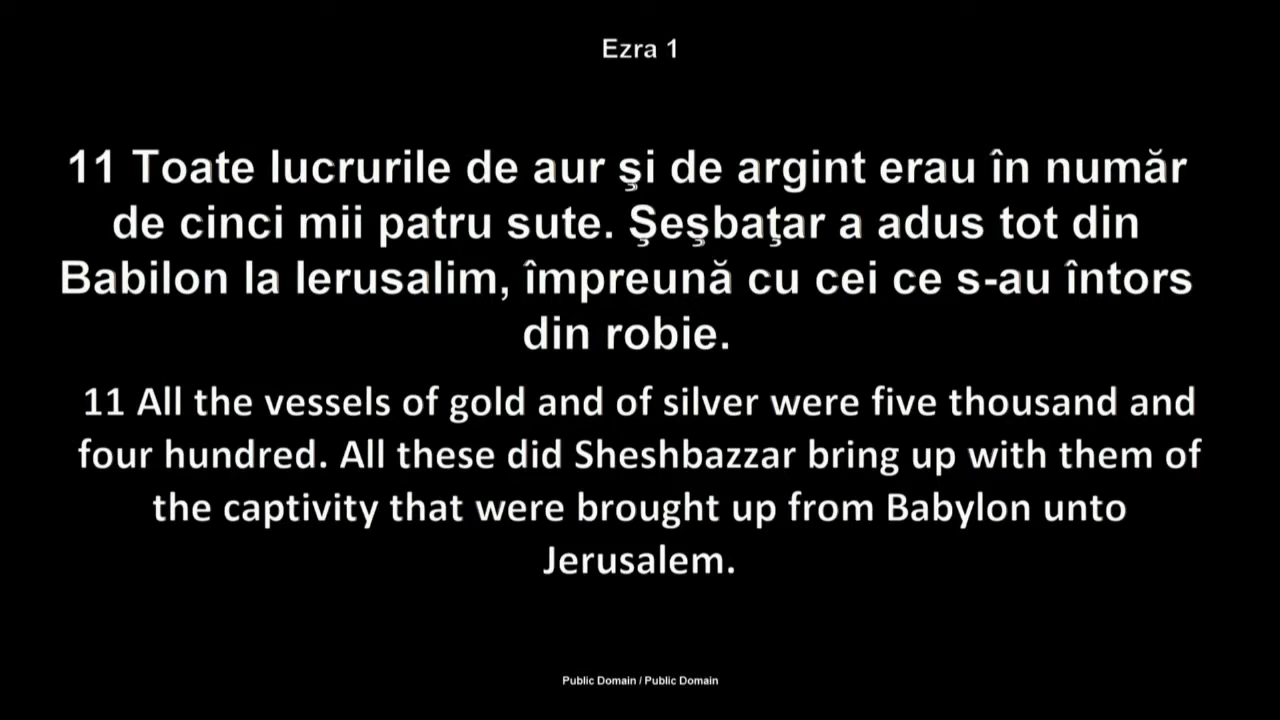 Ezra 1
11 Toate lucrurile de aur şi de argint erau în număr
de cinci mii patru sute. Şeşbaţar a adus tot din
Babilon la Ierusalim, împreună cu cei ce s-au întors
din robie.
11 All the vessels of gold and of silver were five thousand and
four hundred. All these did Sheshbazzar bring up with them of
the captivity that were brought up from Babylon unto
Jerusalem.
Public Domain / Public Domain